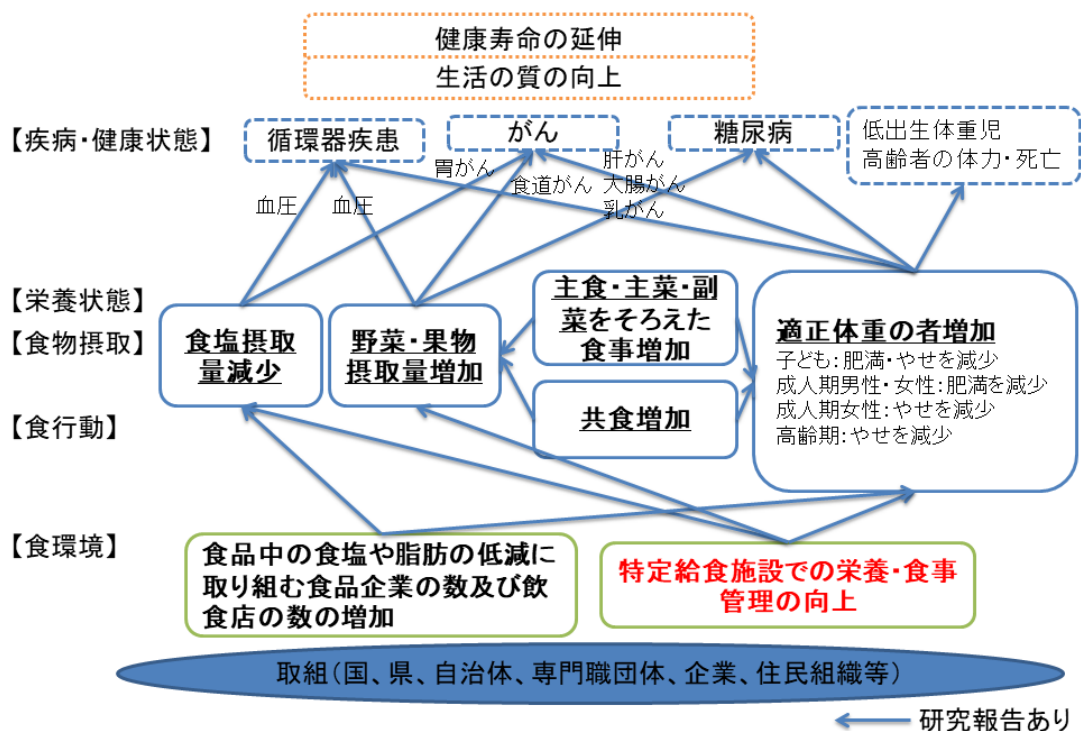 健康寿命の延伸
生活の質の向上
【疾病・健康状態】
循環器疾患
がん
糖尿病
低出生体重児
高齢者の体力・死亡
胃がん
食道がん
肝がん
大腸がん
乳がん
血圧
血圧
【栄養状態】
【食物摂取】
【食行動】
食塩摂取
量減少
野菜・果物
摂取量増加
主食・主菜・副
菜をそろえた
食事増加
共食増加
適正体重の者増加
子ども：肥満・やせを減少
成人期男性・女性：肥満を減少
成人期女性：やせを減少
高齢期：やせを減少
【食環境】
食品中の食塩や脂肪の低減に
取り組む食品企業の数及び飲
食店の数の増加
特定給食施設での栄養・食事
管理の向上
取組（国、県、自治体、専門職団体、企業、住民組織等）
研究報告あり